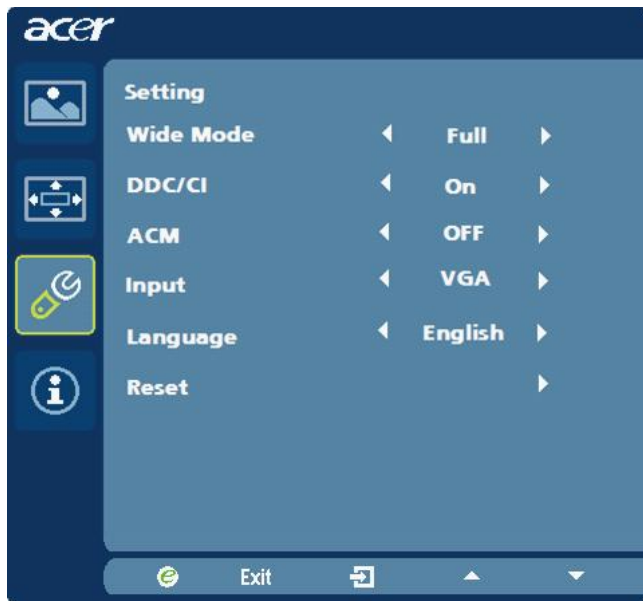 acer
Setting
Wide Mode Full
DDC/CI On
ACM OFF
Input VGA
Language English
Reset
e Exit